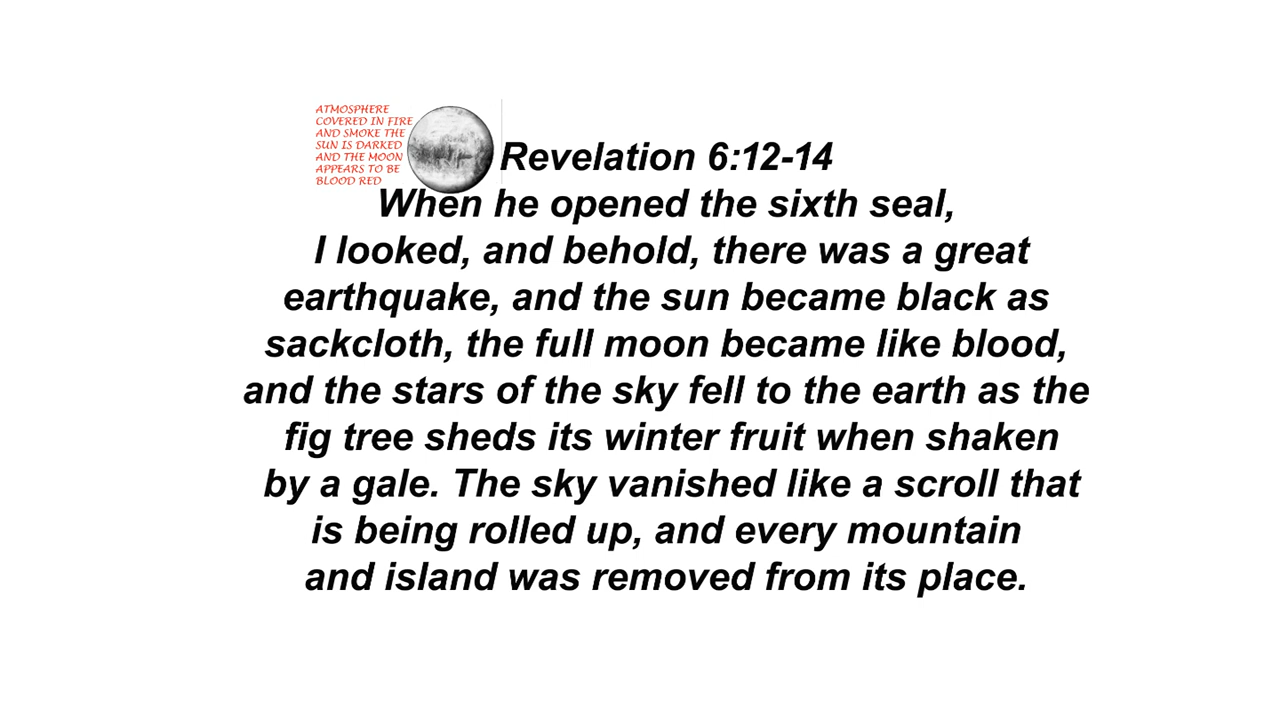 ATMOSPHERE
COVERED IN FIRE
AND SMOKE THE
SUN IS DARKED
AND THE MOON
APPEARS TO BE
BLOOD RED
Revelation 6:12-14
When he opened the sixth seal,
I looked, and behold, there was a great
earthquake, and the sun became black as
sackcloth, the full moon became like blood,
and the stars of the sky fell to the earth as the
fig tree sheds its winter fruit when shaken
by a gale. The sky vanished like a scroll that
is being rolled up, and every mountain
and island was removed from its place.